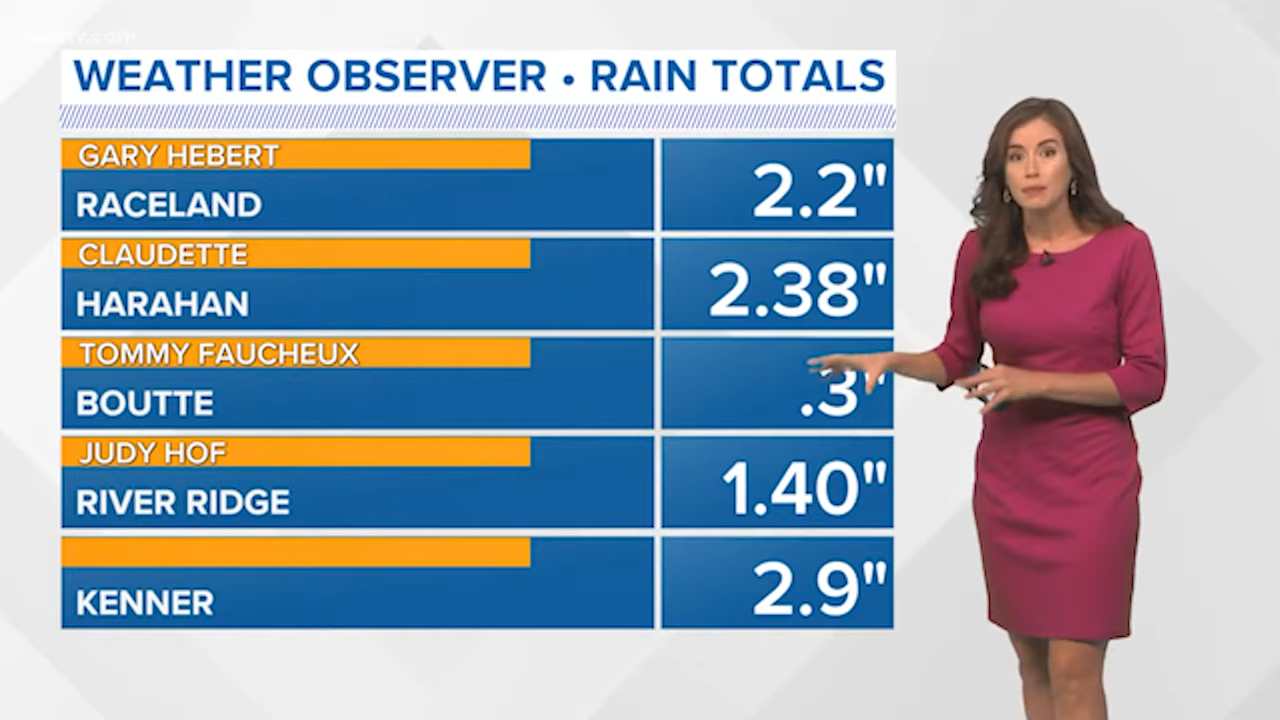 WEATHER OBSERVER • RAIN TOTALS
GARY HEBERT
RACELAND
2.2"
CLAUDETTE
HARAHAN
2.38"
TOMMY FAUCHEUX
BOUTTE
.3"
JUDY HOF
RIVER RIDGE
1.40"
KENNER
2.9"